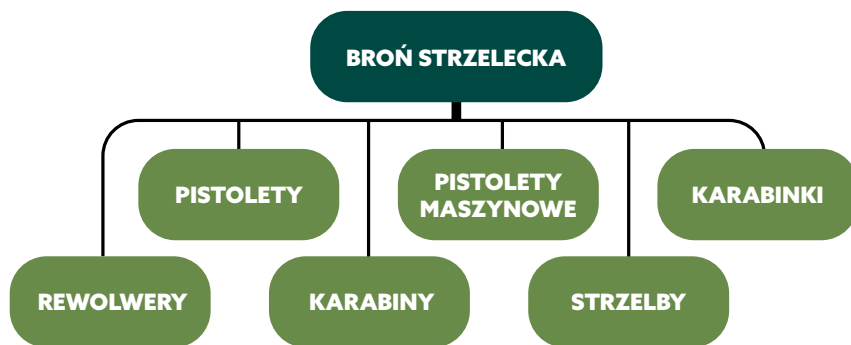 BROŃ STRZELECKA
PISTOLETY
PISTOLETY
MASZYNOWE
KARABINKI
REWOLWERY
KARABINY
STRZELBY